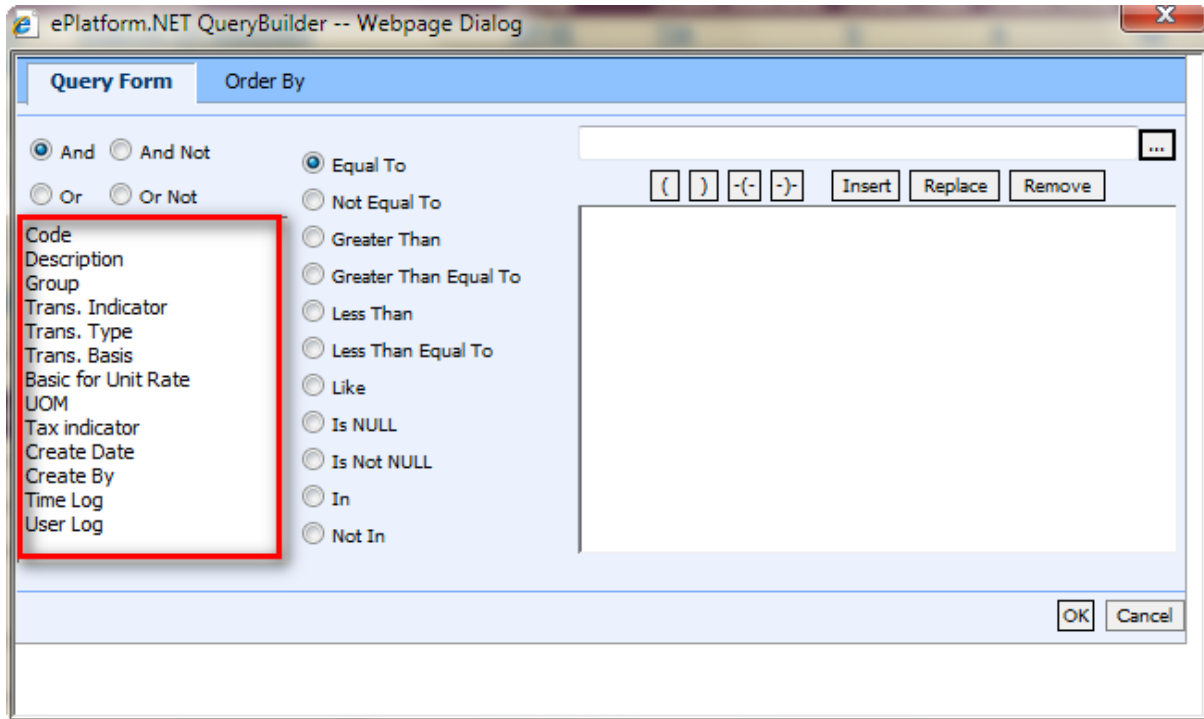 ePlatform.NET QueryBuilder -- Webpage Dialog
Query Form Order By
And And Not
Or Or Not
Code
Description
Group
Trans. Indicator
Trans. Type
Trans. Basis
Basic for Unit Rate
UOM
Tax indicator
Create Date
Create By
Time Log
User Log
Equal To
Not Equal To
Greater Than
Greater Than Equal To
Less Than
Less Than Equal To
Like
Is NULL
Is Not NULL
In
Not In
...
( ) -(- -)- Insert Replace Remove
OK Cancel